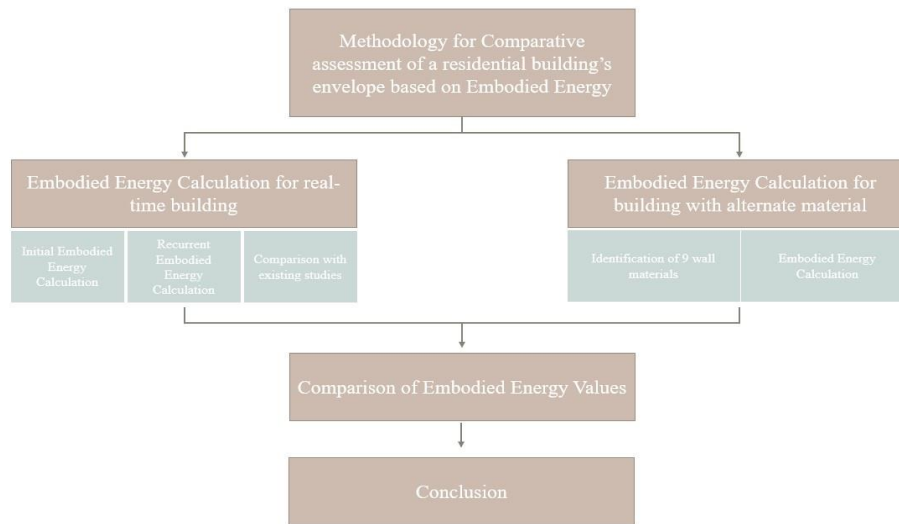 Methodology for Comparative
assessment of a residential building's
envelope based on Embodied Energy
Embodied Energy Calculation for real-
time building
Initial Embodied
Energy
Calculation
Recurrent
Embodied
Energy
Calculation
Comparison with
existing studies
Embodied Energy Calculation for
building with alternate material
Identification of 9 wall
materials
Embodied Energy
Calculation
Comparison of Embodied Energy Values
Conclusion